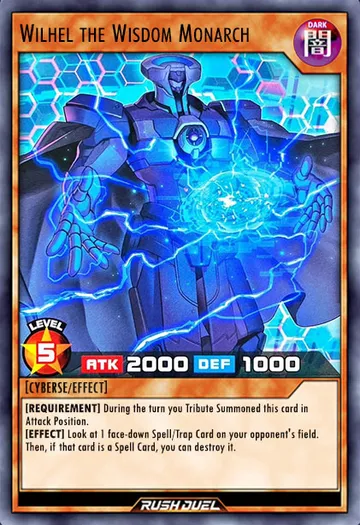 Wilhel the Wisdom Monarch
DARK
闇
LEVEL
5
ATK 2000 DEF 1000
[CYBERSE/EFFECT]
[REQUIREMENT] During the turn you Tribute Summoned this card in
Attack Position.
[EFFECT] Look at 1 face-down Spell/Trap Card on your opponent's field.
Then, if that card is a Spell Card, you can destroy it.
RUSH DUEL